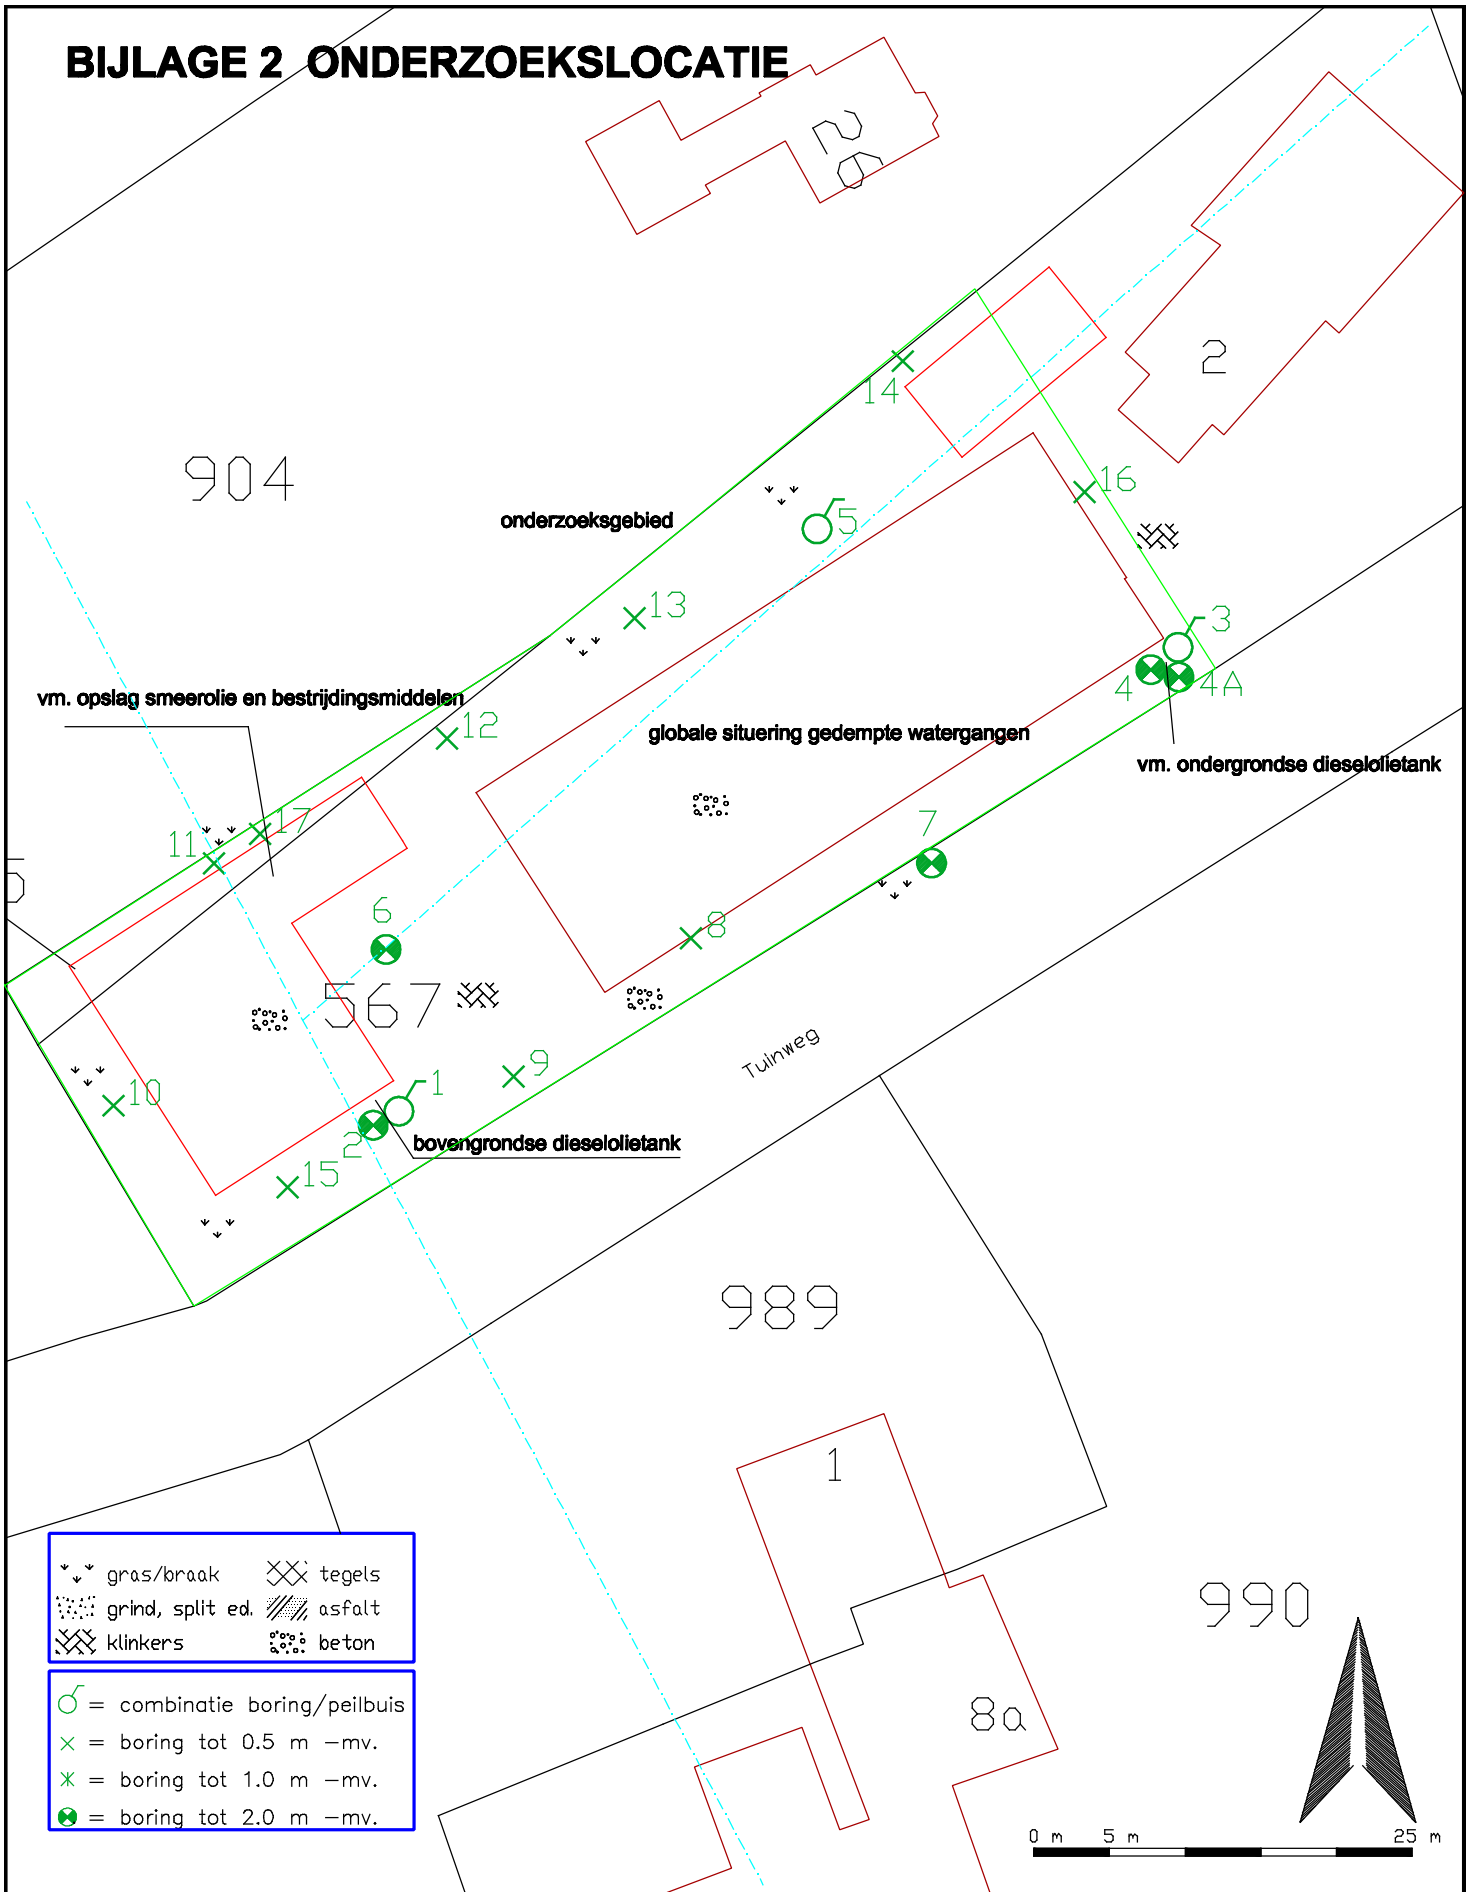 BIJLAGE 2 ONDERZOEKSLOCATIE
29
2
14
904
16
onderzoeksgebied
5
13
3
vm. opslag smeerolie en bestrijdingsmiddelen
4
4A
12
globale situering gedempte watergangen
vm. ondergrondse dieselolietank
17
11
7
5
6
8
567
Tuinweg
9
10
1
2
bovengrondse dieselolietank
15
989
1
990
8a
gras/braak
tegels
grind, split ed.
asfalt
klinkers
beton
= combinatie boring/peilbuis
= boring tot 0.5 m -mv.
= boring tot 1.0 m -mv.
= boring tot 2.0 m -mv.
0 m 5 m 25 m